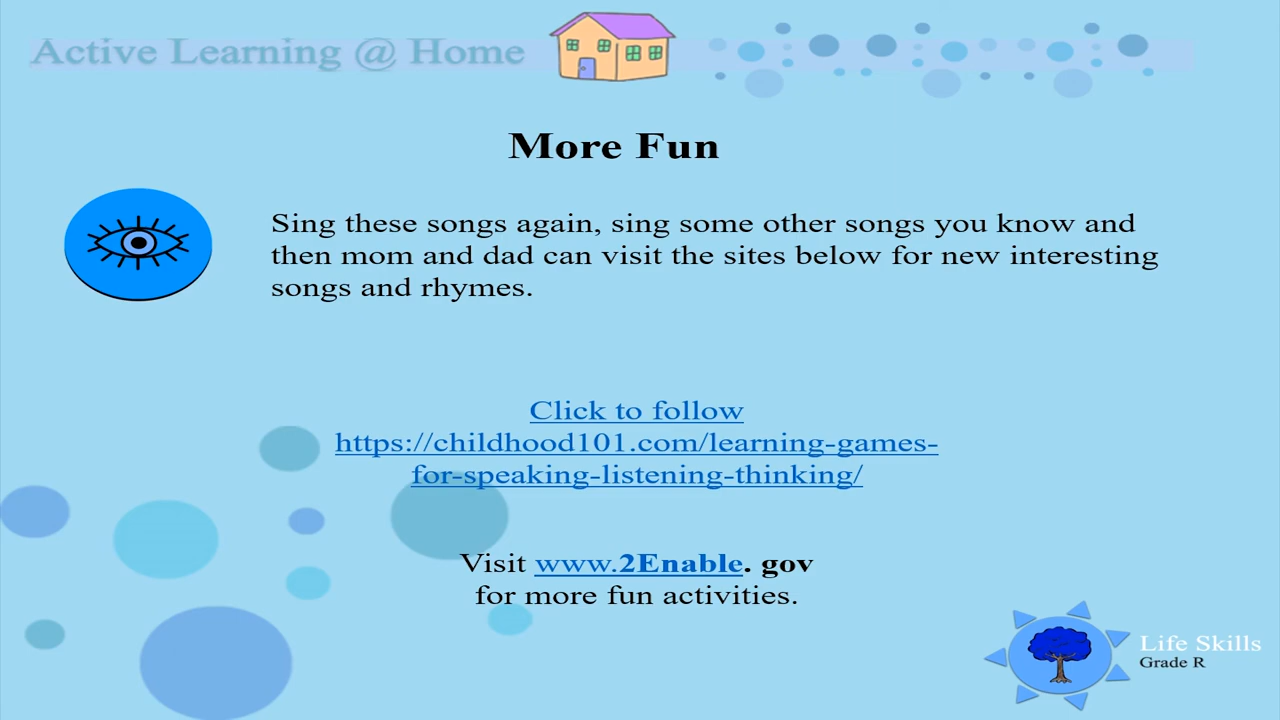 Active Learning @ Home
More Fun
Sing these songs again, sing some other songs you know and
then mom and dad can visit the sites below for new interesting
songs and rhymes.
Click to follow
https://childhood101.com/learning-games-
for-speaking-listening-thinking/
Visit www.2Enable. gov
for more fun activities.
Life Skills
Grade R